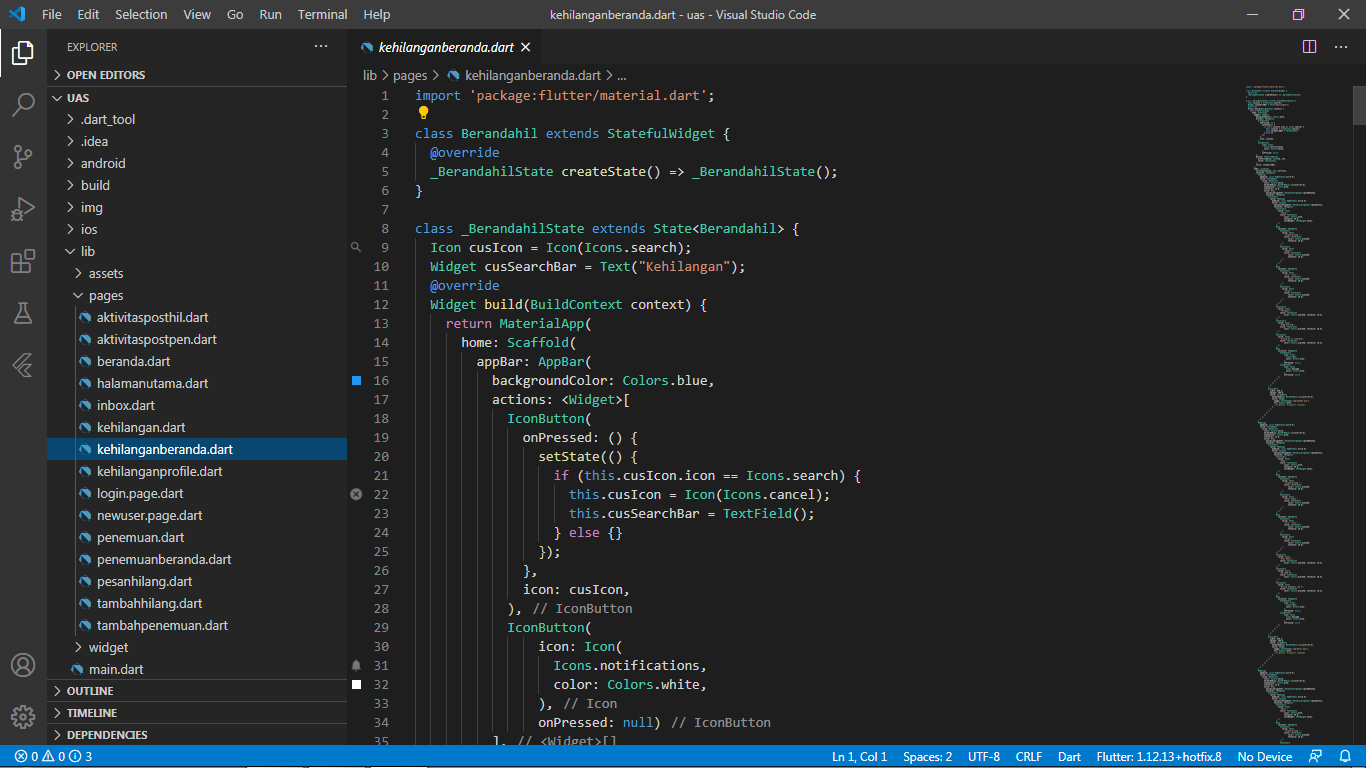 File Edit Selection View Go Run Terminal Help
kehilanganberanda.dart - uas - Visual Studio Code
EXPLORER
OPEN EDITORS
UAS
.dart_tool
.idea
android
build
img
ios
lib
assets
pages
aktivitasposthil.dart
aktivitaspostpen.dart
beranda.dart
halamanutama.dart
inbox.dart
kehilangan.dart
kehilanganberanda.dart
kehilanganprofile.dart
login.page.dart
newuser.page.dart
penemuan.dart
penemuanberanda.dart
pesanhilang.dart
tambahhilang.dart
tambahpenemuan.dart
widget
main.dart
OUTLINE
TIMELINE
DEPENDENCIES
kehilanganberanda.dart
lib > pages > kehilanganberanda.dart > ...
1 import 'package:flutter/material.dart';
2
3 class Berandahil extends StatefulWidget {
4 @override
5 _BerandahilState createState() => _BerandahilState();
6 }
7
8 class _BerandahilState extends State<Berandahil> {
9 Icon cusIcon = Icon(Icons.search);
10 Widget cusSearchBar = Text("Kehilangan");
11 @override
12 Widget build(BuildContext context) {
13 return MaterialApp(
14 home: Scaffold(
15 appBar: AppBar(
16 backgroundColor: Colors.blue,
17 actions: <Widget>[
18 IconButton(
19 onPressed: () {
20 setState(() {
21 if (this.cusIcon.icon == Icons.search) {
22 this.cusIcon = Icon(Icons.cancel);
23 this.cusSearchBar = TextField();
24 } else {}
25 });
26 },
27 icon: cusIcon,
28 ), // IconButton
29 IconButton(
30 icon: Icon(
31 Icons.notifications,
32 color: Colors.white,
33 ), // Icon
34 onPressed: null) // IconButton
35 ], // <Widget>[]
0 0 3
Ln 1, Col 1 Spaces: 2 UTF-8 CRLF Dart Flutter: 1.12.13+hotfix.8 No Device